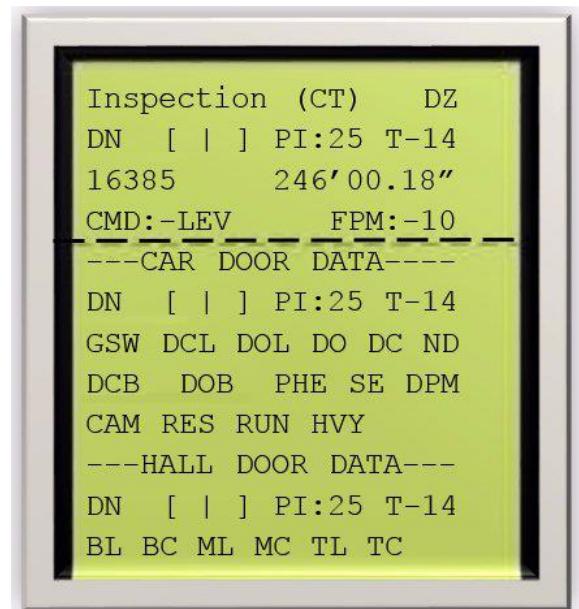 Inspection (CT) DZ
DN [ | ] PI:25 T-14
16385 246’00.18”
CMD:-LEV FPM:-10
---CAR DOOR DATA----
DN [ | ] PI:25 T-14
GSW DCL DOL DO DC ND
DCB DOB PHE SE DPM
CAM RES RUN HVY
---HALL DOOR DATA---
DN [ | ] PI:25 T-14
BL BC ML MC TL TC